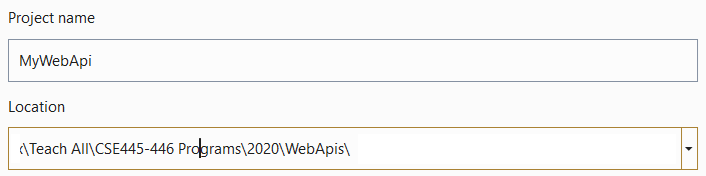 Project name
MyWebApi
Location
\Teach All\CSE445-446 Programs\2020\WebApis\